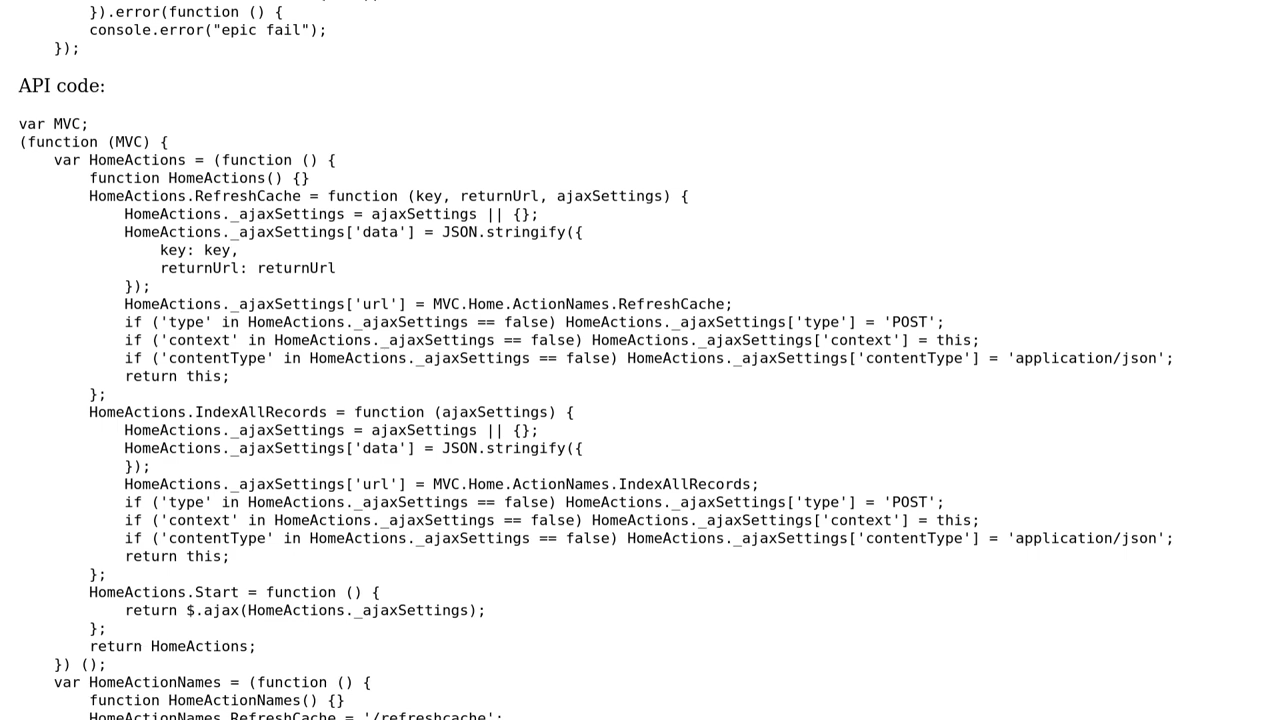 }).error(function () {
        console.error("epic fail");
    });
API code:
var MVC;
(function (MVC) {
    var HomeActions = (function () {
        function HomeActions() {}
        HomeActions.RefreshCache = function (key, returnUrl, ajaxSettings) {
            HomeActions._ajaxSettings = ajaxSettings || {};
            HomeActions._ajaxSettings['data'] = JSON.stringify({
                key: key,
                returnUrl: returnUrl
            });
            HomeActions._ajaxSettings['url'] = MVC.Home.ActionNames.RefreshCache;
            if ('type' in HomeActions._ajaxSettings == false) HomeActions._ajaxSettings['type'] = 'POST';
            if ('context' in HomeActions._ajaxSettings == false) HomeActions._ajaxSettings['context'] = this;
            if ('contentType' in HomeActions._ajaxSettings == false) HomeActions._ajaxSettings['contentType'] = 'application/json';
            return this;
        };
        HomeActions.IndexAllRecords = function (ajaxSettings) {
            HomeActions._ajaxSettings = ajaxSettings || {};
            HomeActions._ajaxSettings['data'] = JSON.stringify({
            });
            HomeActions._ajaxSettings['url'] = MVC.Home.ActionNames.IndexAllRecords;
            if ('type' in HomeActions._ajaxSettings == false) HomeActions._ajaxSettings['type'] = 'POST';
            if ('context' in HomeActions._ajaxSettings == false) HomeActions._ajaxSettings['context'] = this;
            if ('contentType' in HomeActions._ajaxSettings == false) HomeActions._ajaxSettings['contentType'] = 'application/json';
            return this;
        };
        HomeActions.Start = function () {
            return $.ajax(HomeActions._ajaxSettings);
        };
        return HomeActions;
    }) ();
    var HomeActionNames = (function () {
        function HomeActionNames() {}
        HomeActionNames.RefreshCache = '/refreshcache';